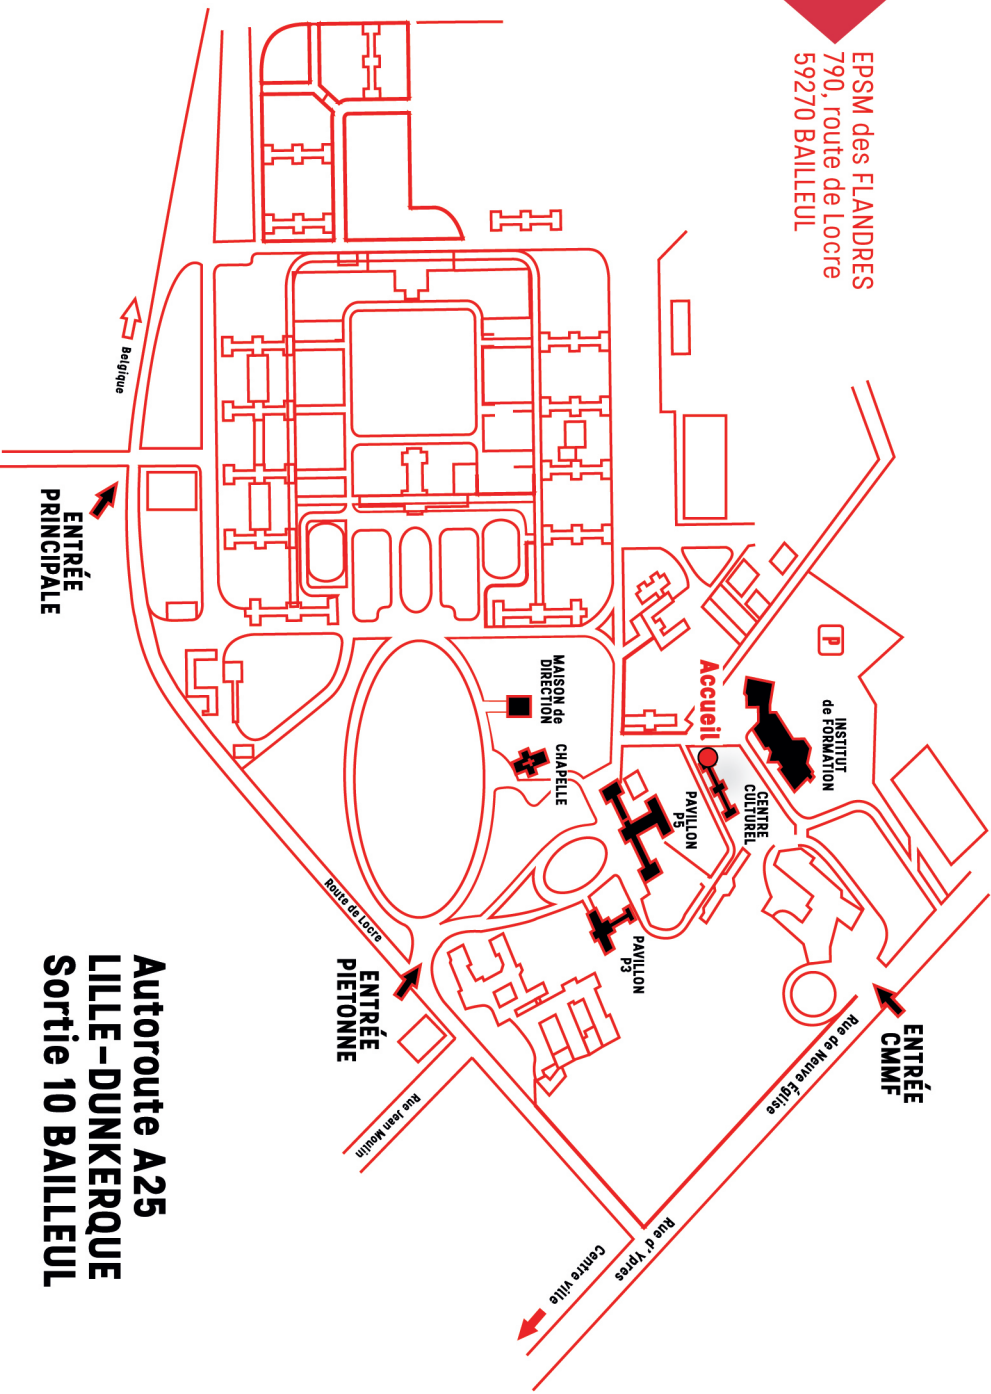 EPSM des FLANDRES
790, route de Locre
59270 BAILLEUL
P
INSTITUT
de FORMATION
Accueil
CENTRE
CULTUREL
PAVILLON
P5
MAISON de
DIRECTION
CHAPELLE
PAVILLON
P3
ENTRÉE
CMMF
Rue de Neuve Église
Rue d'Ypres
Centre ville
Belgique
ENTRÉE
PRINCIPALE
Route de Locre
ENTRÉE
PIETONNE
Rue Jean Moulin
Autoroute A25
LILLE-DUNKERQUE
Sortie 10 BAILLEUL